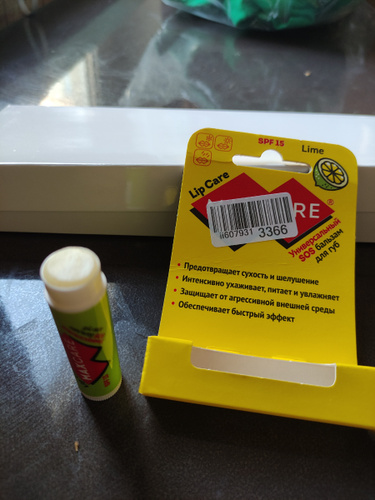 SPF 15
Lime
Lip Care
RE®
8607931 3366
Универсальный
SOS бальзам
для губ
• Предотвращает сухость и шелушение
• Интенсивно ухаживает, питает и увлажняет
• Защищает от агрессивной внешней среды
• Обеспечивает быстрый эффект